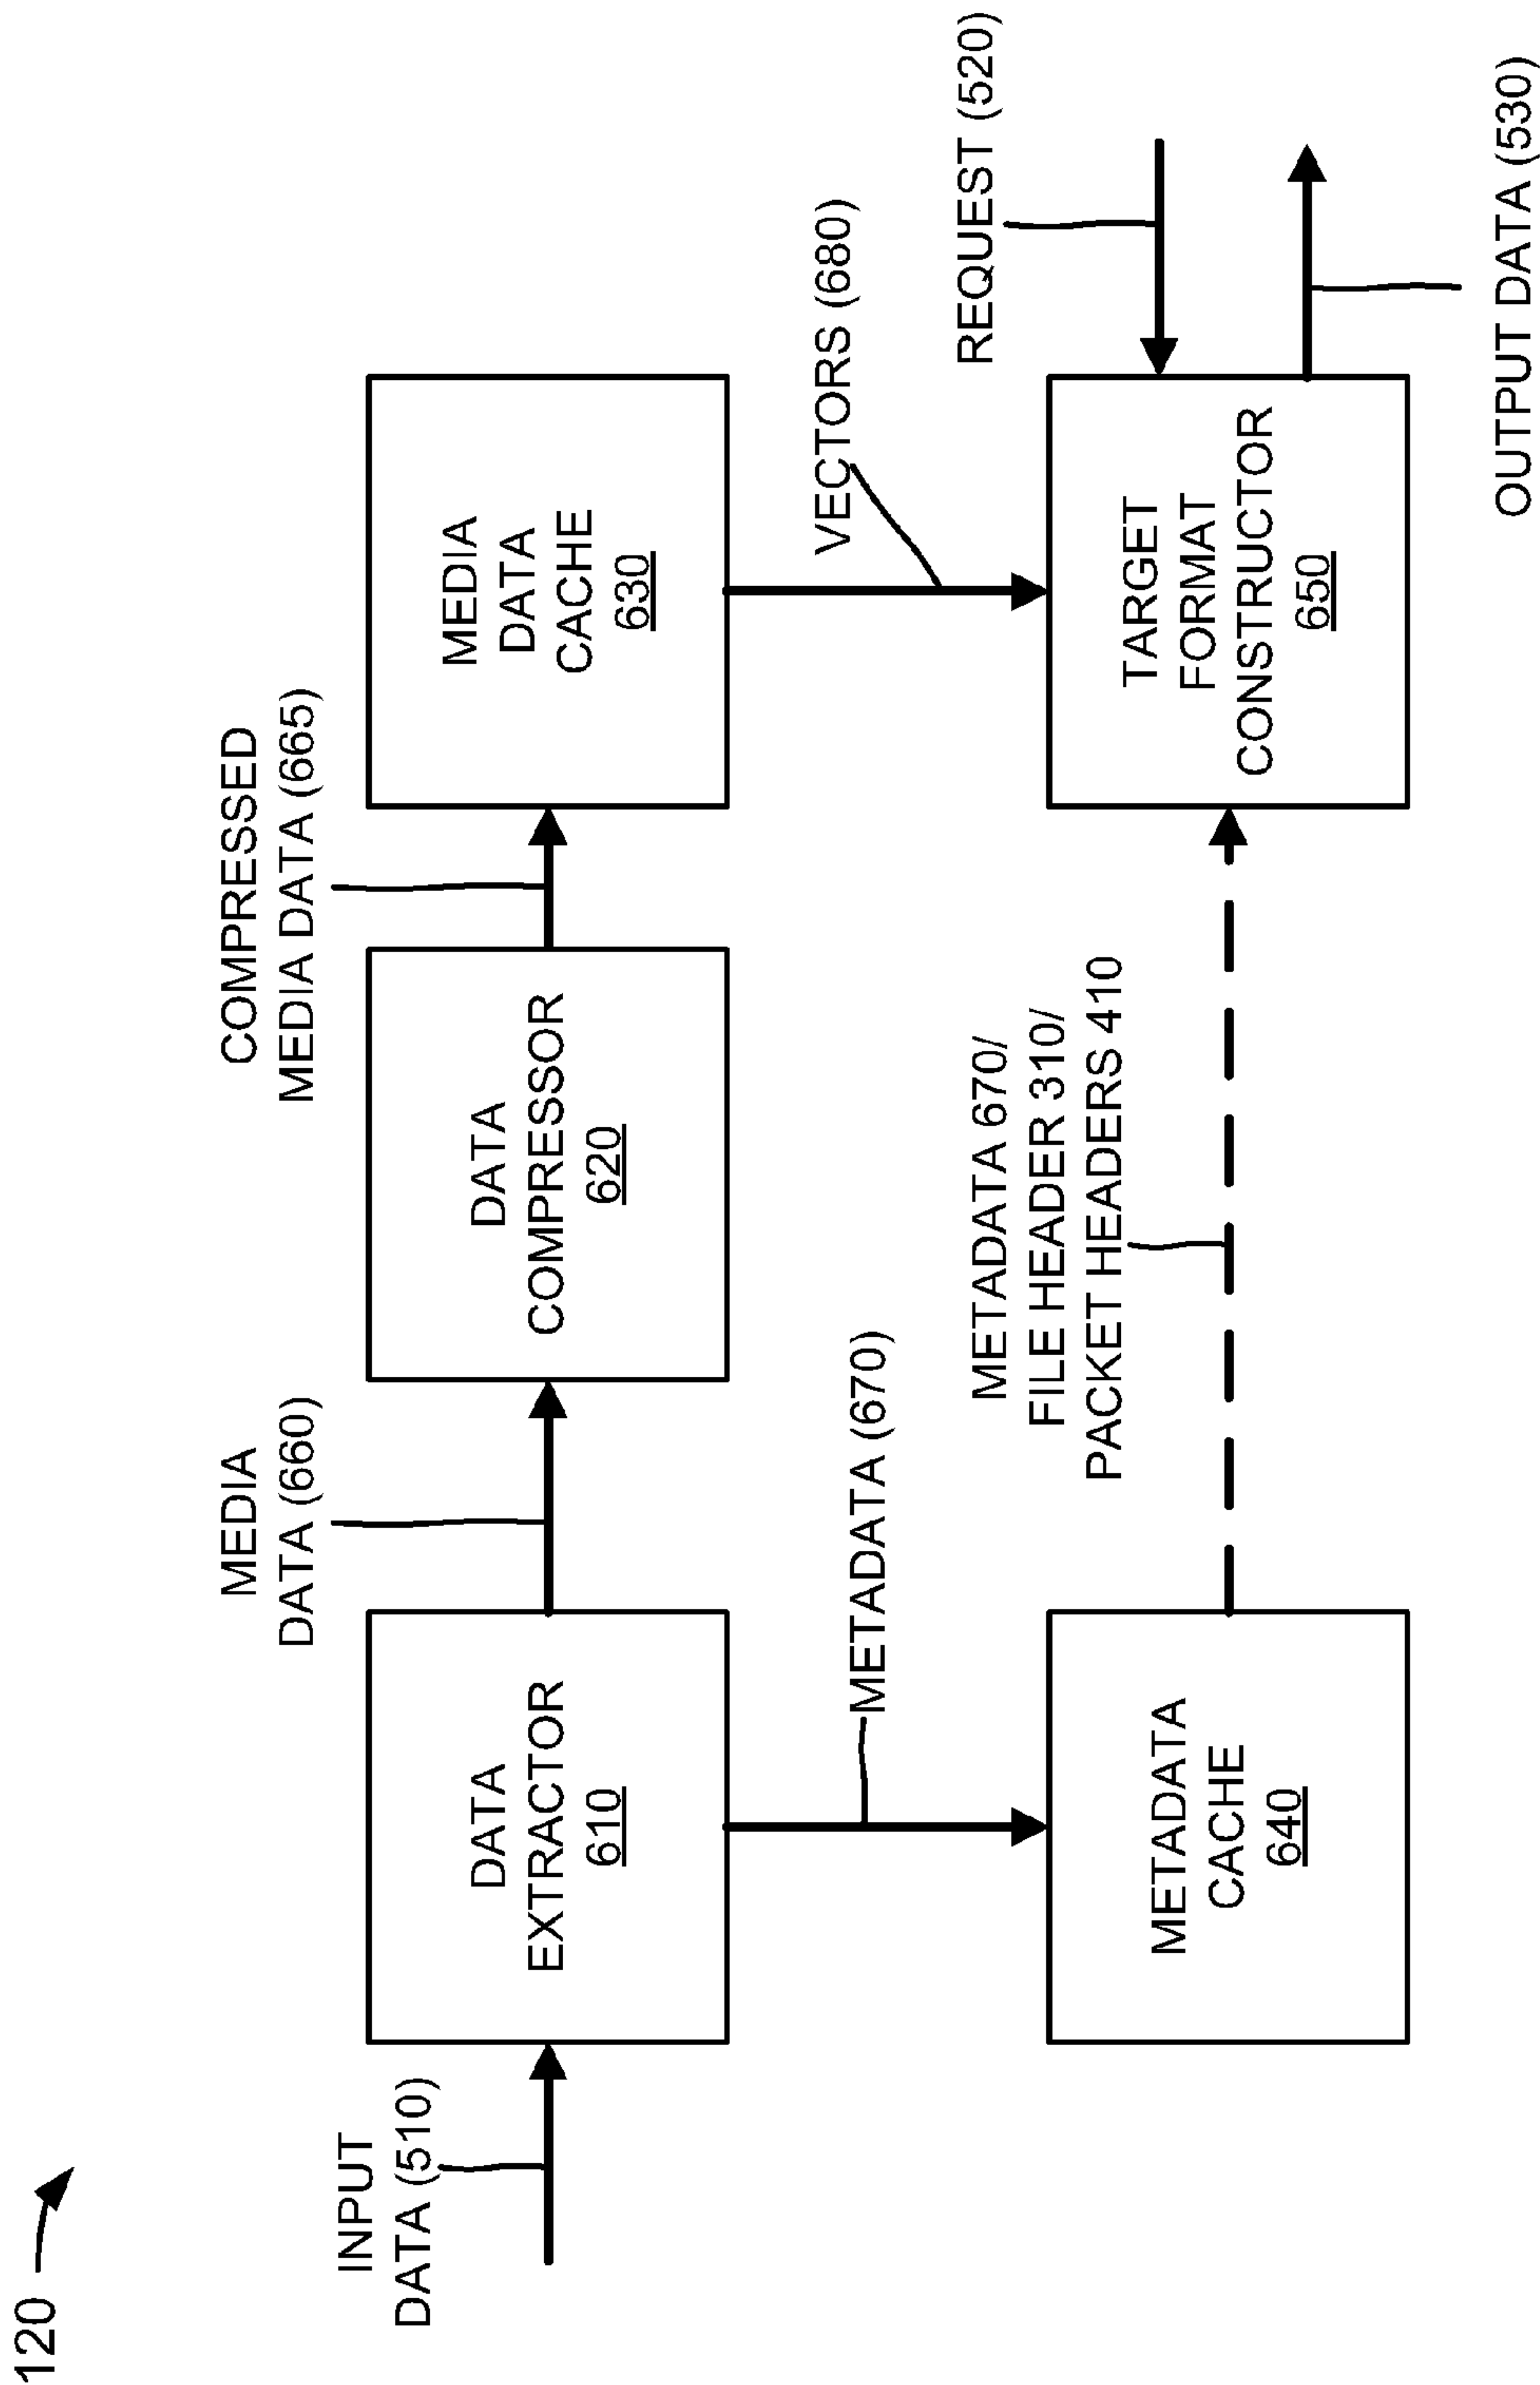 120
INPUT
DATA (510)
DATA
EXTRACTOR
610
MEDIA
DATA (660)
DATA
COMPRESSOR
620
COMPRESSED
MEDIA DATA (665)
MEDIA
DATA
CACHE
630
METADATA (670)
VECTORS (680)
METADATA
CACHE
640
METADATA 670/
FILE HEADER 310/
PACKET HEADERS 410
TARGET
FORMAT
CONSTRUCTOR
650
REQUEST (520)
OUTPUT DATA (530)